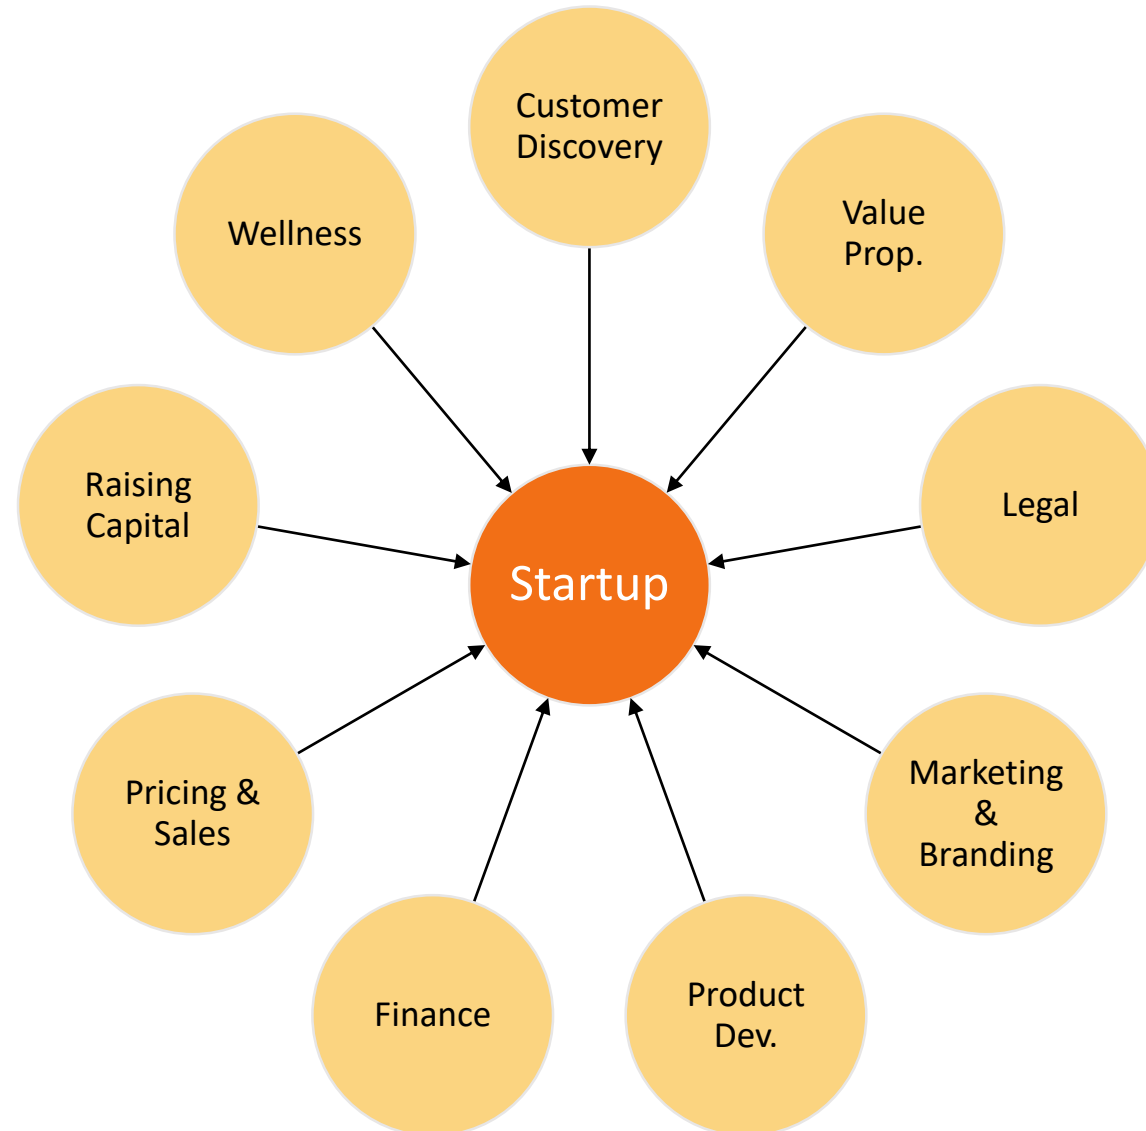 Customer
Discovery
Value
Prop.
Legal
Marketing
&
Branding
Product
Dev.
Finance
Pricing &
Sales
Raising
Capital
Wellness
Startup